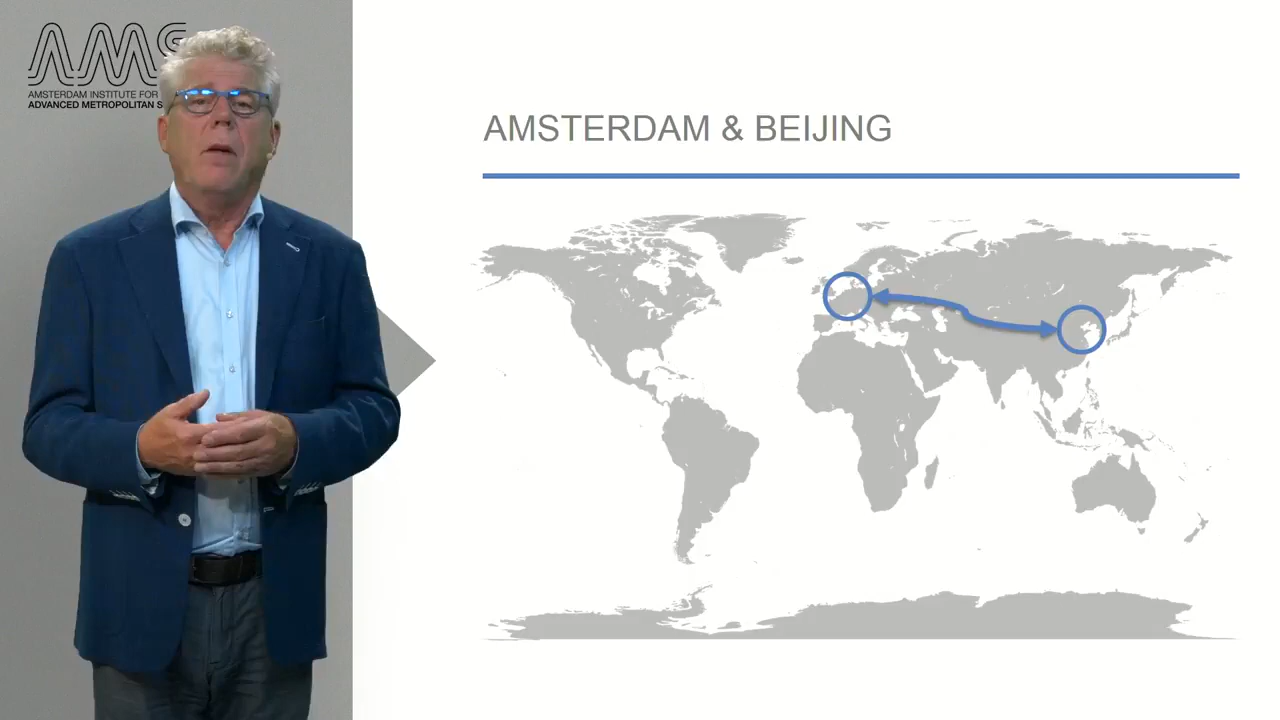 AMS
AMSTERDAM INSTITUTE FOR
ADVANCED METROPOLITAN S
AMSTERDAM & BEIJING